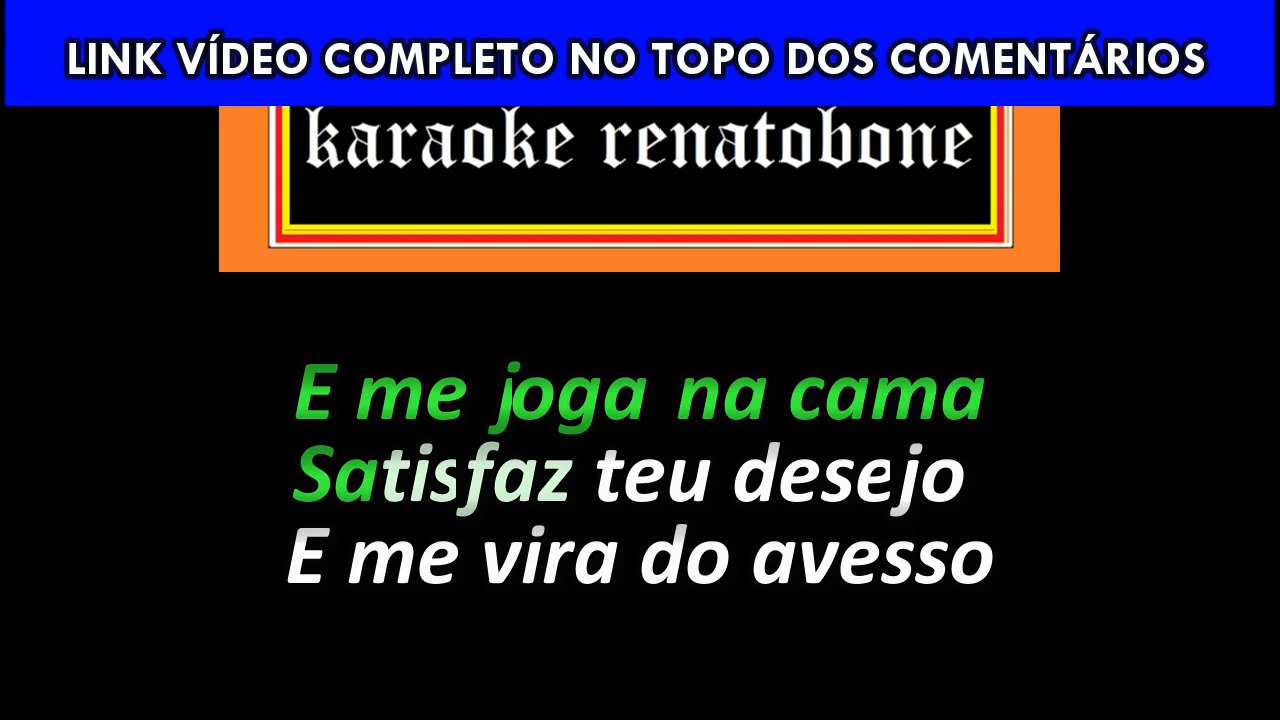 LINK VÍDEO COMPLETO NO TOPO DOS COMENTÁRIOS
karaoke renatobone
E me joga na cama
Satisfaz teu desejo
E me vira do avesso